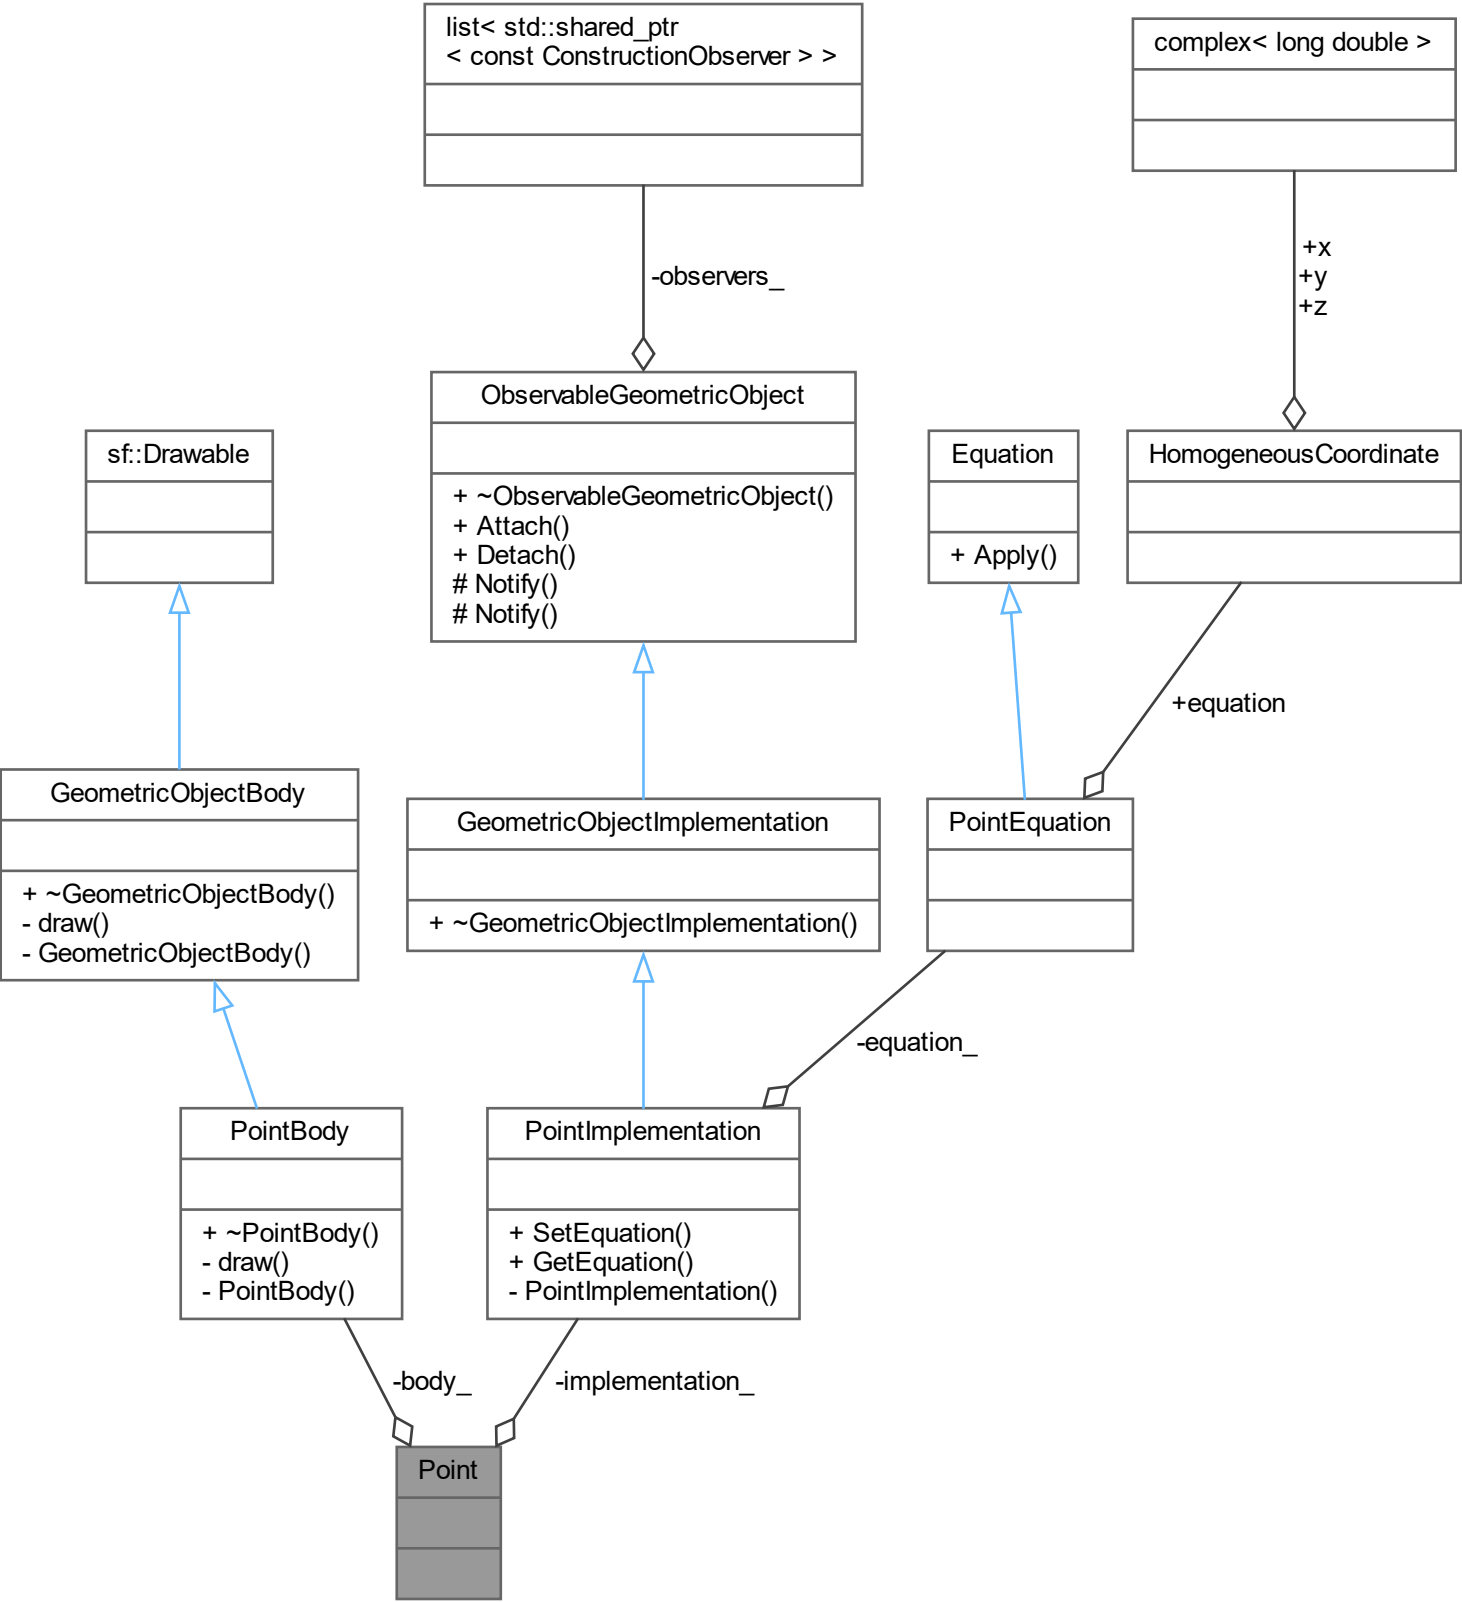 list< std::shared_ptr
< const ConstructionObserver > >
complex< long double >
+x
+y
+z
-observers_
ObservableGeometricObject
+ ~ObservableGeometricObject()
+ Attach()
+ Detach()
# Notify()
# Notify()
sf::Drawable
Equation
+ Apply()
HomogeneousCoordinate
+equation
GeometricObjectBody
+ ~GeometricObjectBody()
- draw()
- GeometricObjectBody()
GeometricObjectImplementation
+ ~GeometricObjectImplementation()
PointEquation
-equation_
PointBody
+ ~PointBody()
- draw()
- PointBody()
PointImplementation
+ SetEquation()
+ GetEquation()
- PointImplementation()
-body_
-implementation_
Point